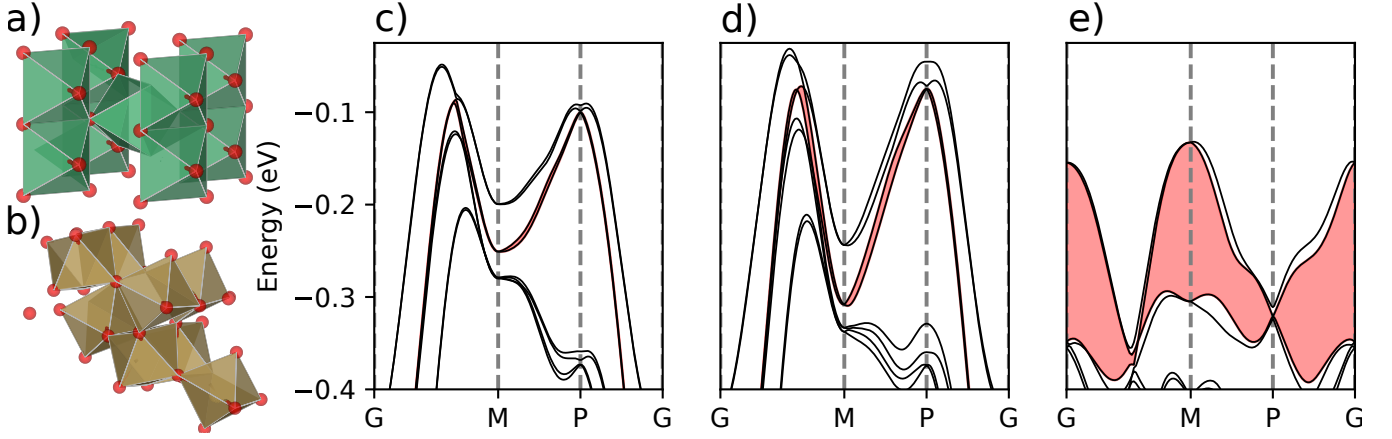 a)
b)
c)
d)
e)
Energy (eV)
−0.1
−0.2
−0.3
−0.4
G M P G
G M P G
G M P G